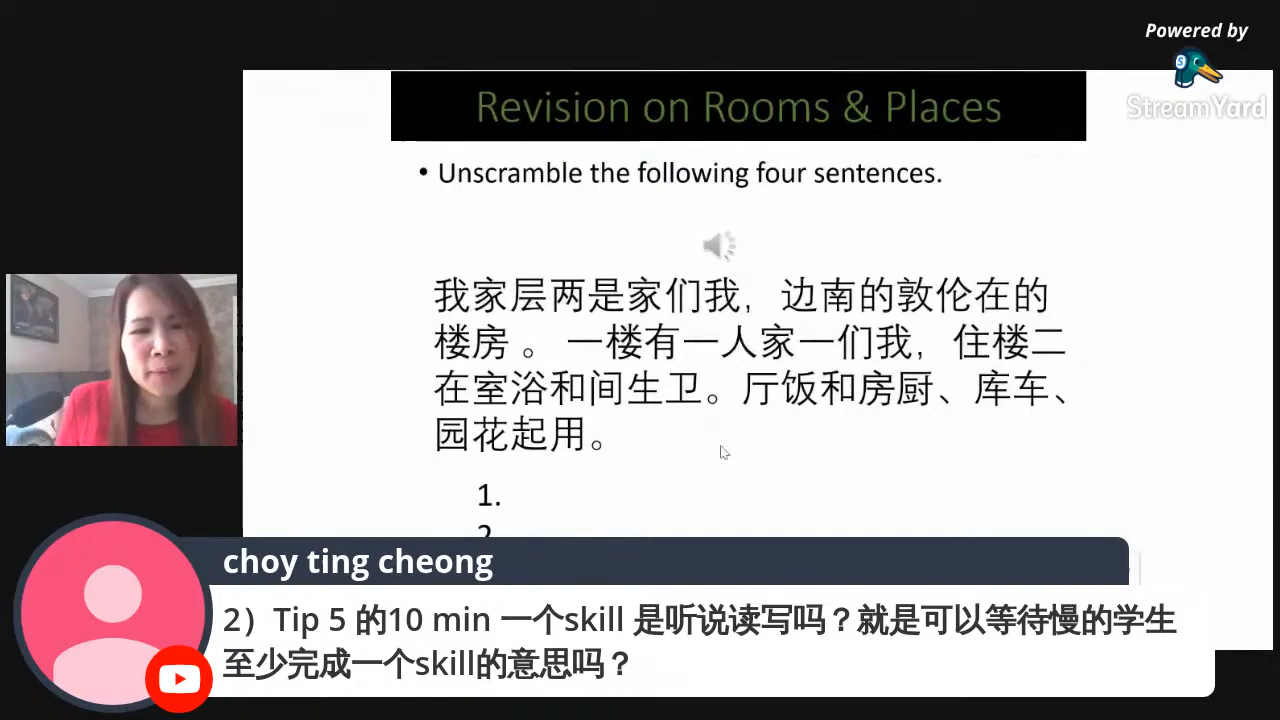 Powered by
StreamYard
Revision on Rooms & Places
• Unscramble the following four sentences.
我家层两是家们我，边南的敦伦在的
楼房 。 一楼有一人家一们我，住楼二
在室浴和间生卫。厅饭和房厨、库车、
园花起用。
1.
2
choy ting cheong
2）Tip 5 的10 min 一个skill 是听说读写吗？就是可以等待慢的学生
至少完成一个skill的意思吗？